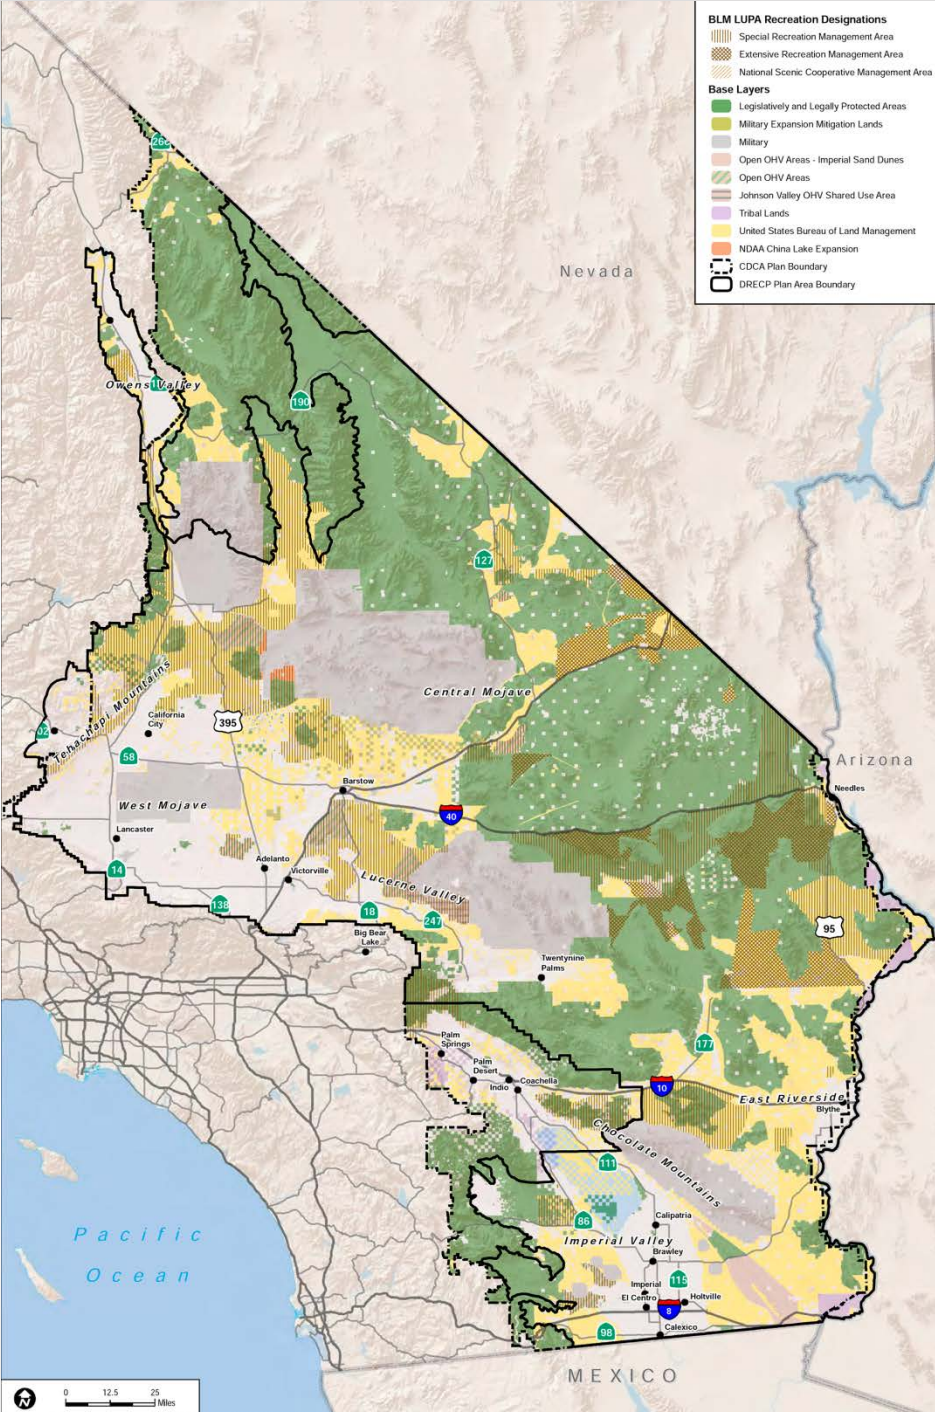 BLM LUPA Recreation Designations
Special Recreation Management Area
Extensive Recreation Management Area
National Scenic Cooperative Management Area
Base Layers
Legislatively and Legally Protected Areas
Military Expansion Mitigation Lands
Military
Open OHV Areas - Imperial Sand Dunes
Open OHV Areas
Johnson Valley OHV Shared Use Area
Tribal Lands
United States Bureau of Land Management
NDAA China Lake Expansion
CDCA Plan Boundary
DRECP Plan Area Boundary
Nevada
Owens Valley
190
127
Central Mojave
Tehachapi Mountains
California
City
395
58
Arizona
Barstow
Needles
West Mojave
40
Lancaster
Adelanto
Victorville
14
Lucerne Valley
138
18
247
95
Big Bear
Lake
Twentynine
Palms
Palm
Springs
177
Palm
Desert
Coachella
Indio
10
East Riverside
Blythe
Chocolate Mountains
111
86
Calipatria
Imperial Valley
Brawley
Pacific
Ocean
Imperial
115
El Centro
Holtville
8
98
Calexico
MEXICO
N
0 12.5 25
Miles